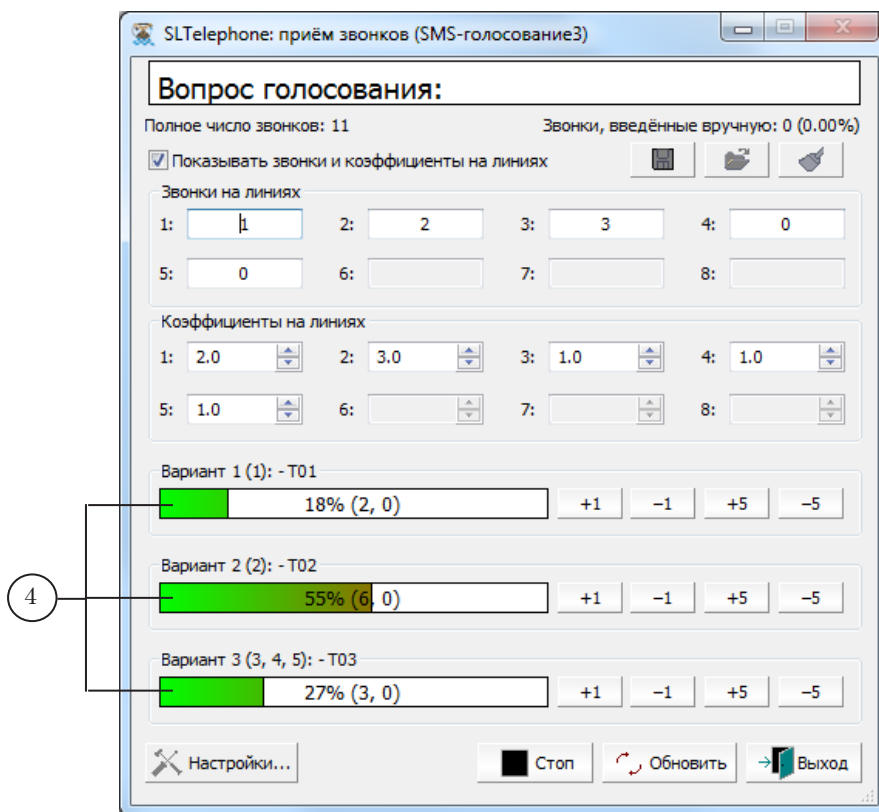 SLTelephone: приём звонков (SMS-голосование3)
Вопрос голосования:
Полное число звонков: 11 Звонки, введённые вручную: 0 (0.00%)
Показывать звонки и коэффициенты на линиях
Звонки на линиях
1: 1 2: 2 3: 3 4: 0
5: 0 6: 7: 8:
Коэффициенты на линиях
1: 2.0 2: 3.0 3: 1.0 4: 1.0
5: 1.0 6: 7: 8:
Вариант 1 (1): - T01
18% (2, 0) +1 −1 +5 −5
Вариант 2 (2): - T02
4 55% (6, 0) +1 −1 +5 −5
Вариант 3 (3, 4, 5): - T03
27% (3, 0) +1 −1 +5 −5
Настройки... Стоп Обновить Выход